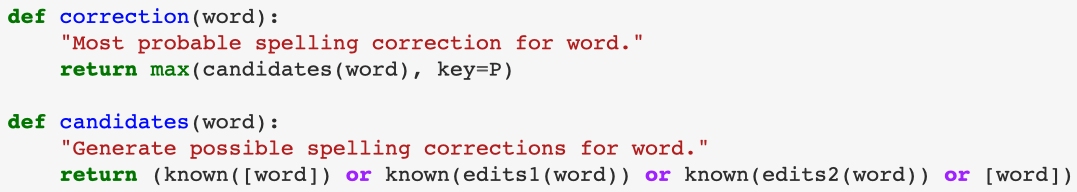 def correction(word):
    "Most probable spelling correction for word."
    return max(candidates(word), key=P)

def candidates(word):
    "Generate possible spelling corrections for word."
    return (known([word]) or known(edits1(word)) or known(edits2(word)) or [word])